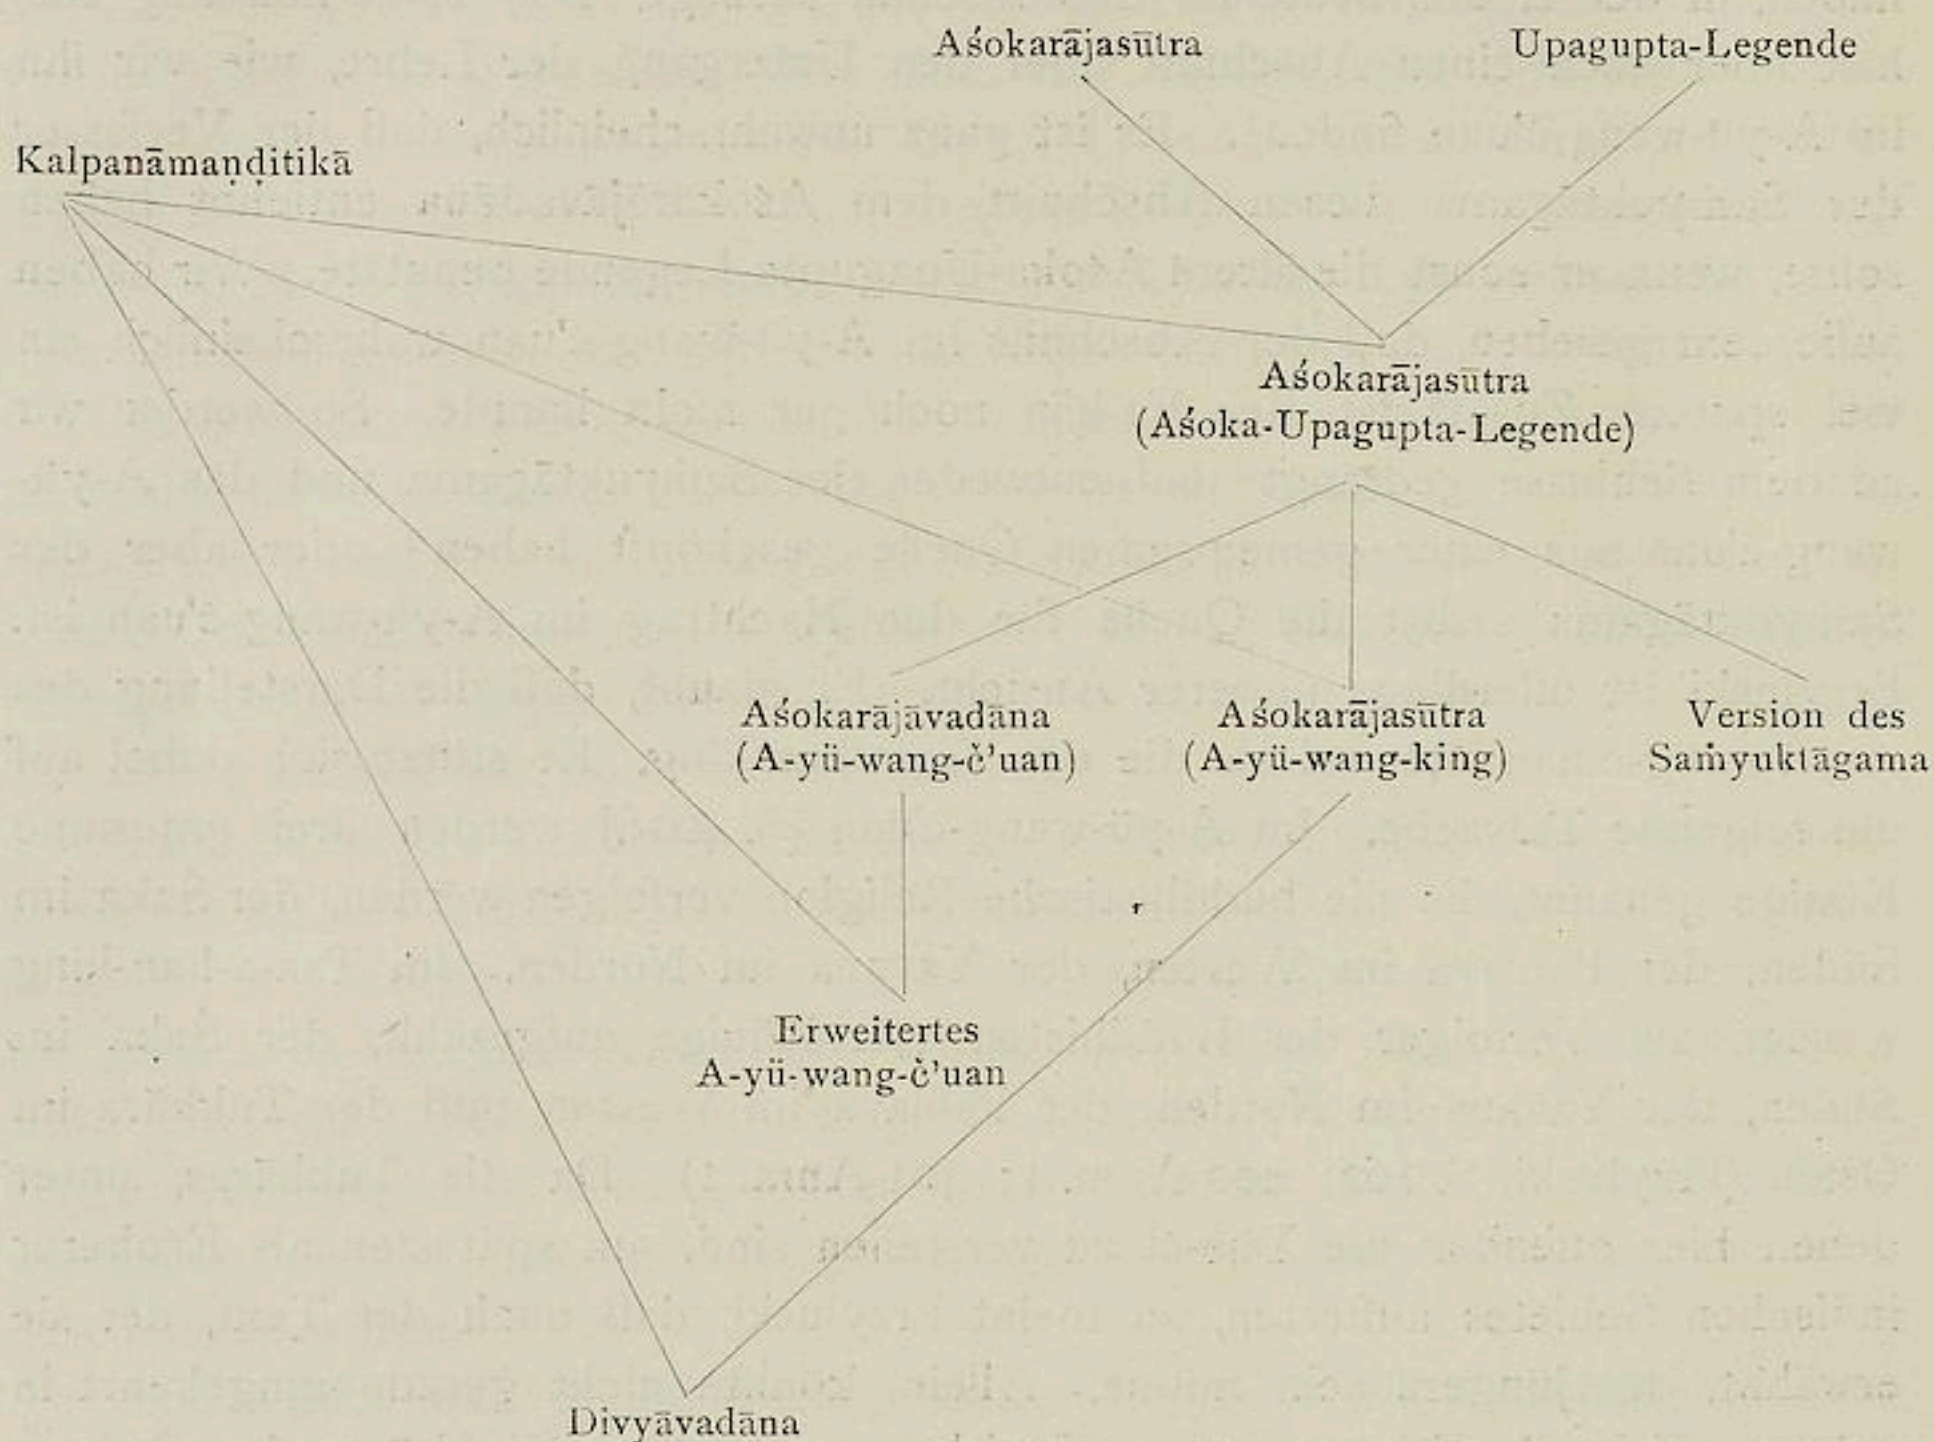 Aśokarājasūtra
Upagupta-Legende
Kalpanāmaṇḍitikā
Aśokarājasūtra
(Aśoka-Upagupta-Legende)
Aśokarājāvadāna
(A-yü-wang-č’uan)
Aśokarājasūtra
(A-yü-wang-king)
Version des
Saṁyuktāgama
Erweitertes
A-yü-wang-č’uan
Divyāvadāna